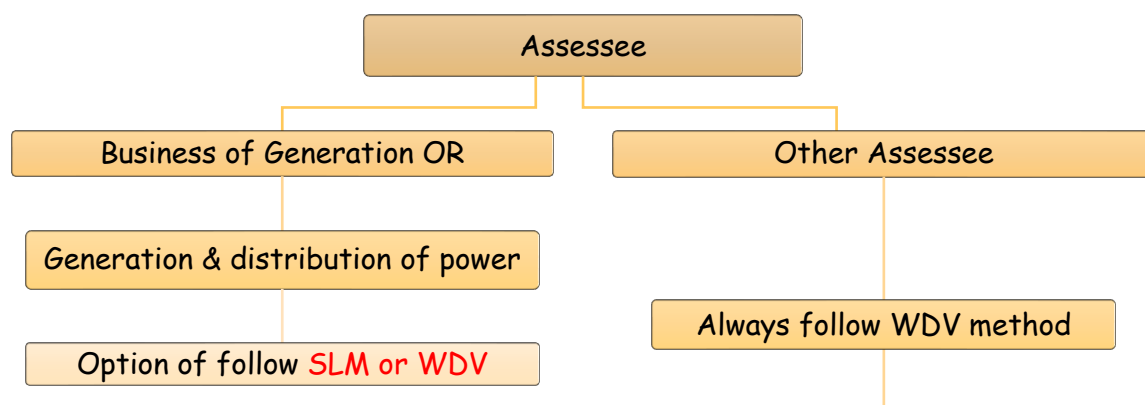 Assessee
Business of Generation OR
Other Assessee
Generation & distribution of power
Always follow WDV method
Option of follow SLM or WDV